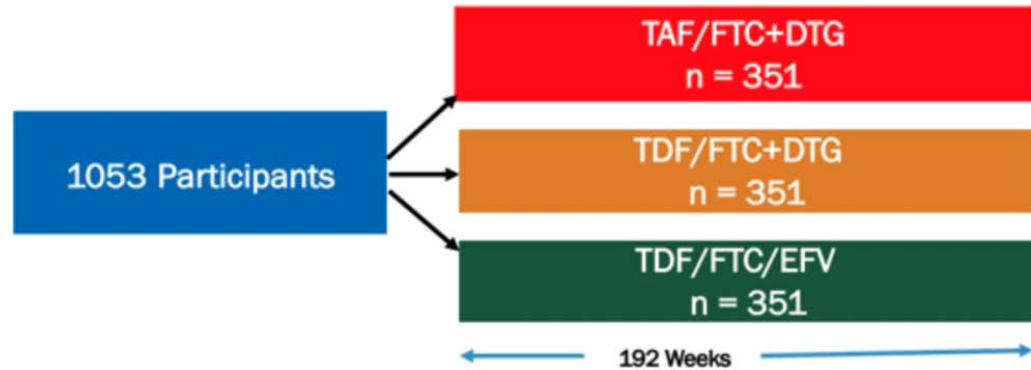 TAF/FTC+DTG
n = 351
1053 Participants
TDF/FTC+DTG
n = 351
TDF/FTC/EFV
n = 351
192 Weeks